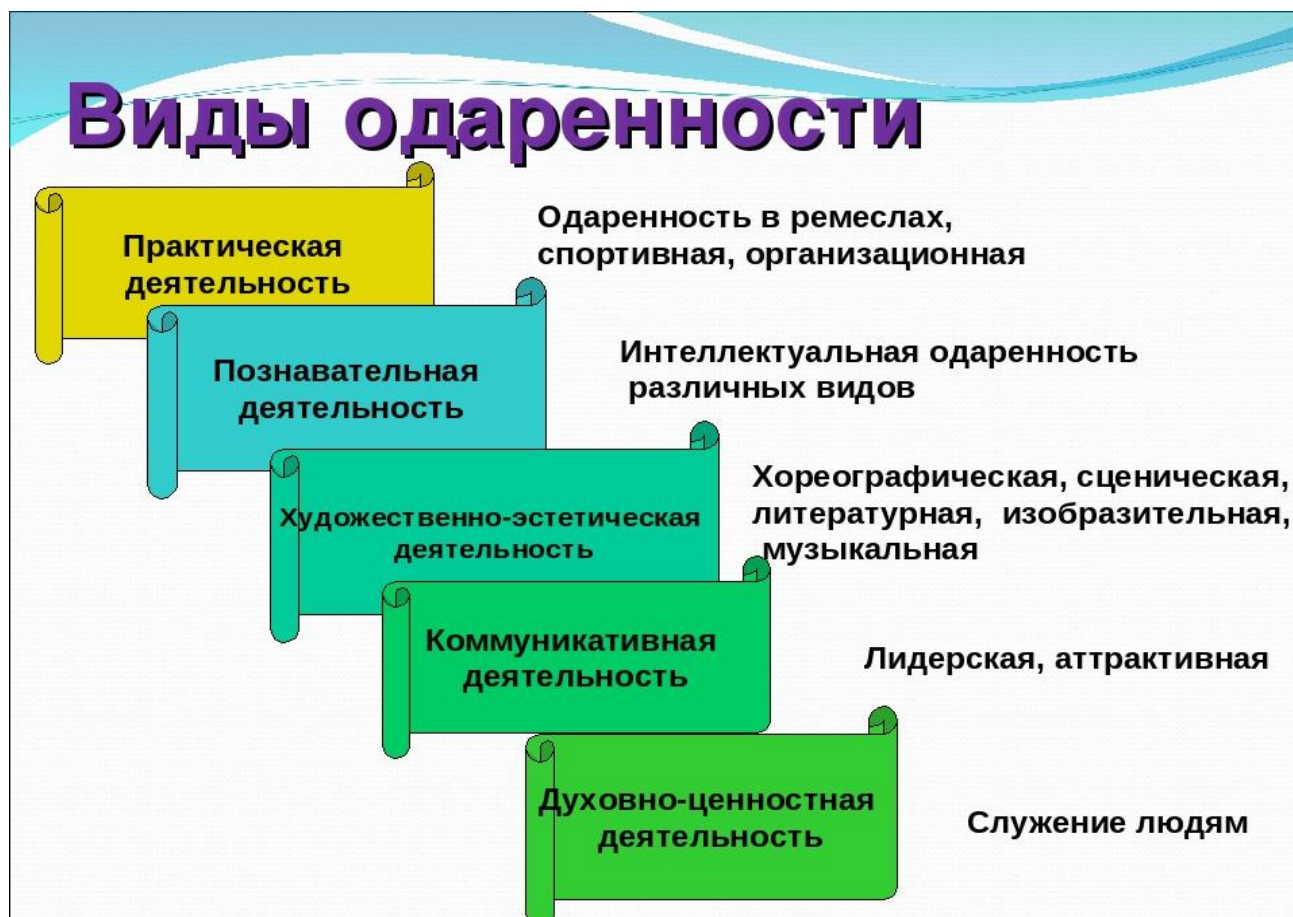 Виды одаренности
Практическая
деятельность
Одаренность в ремеслах,
спортивная, организационная
Познавательная
деятельность
Интеллектуальная одаренность
различных видов
Художественно-эстетическая
деятельность
Хореографическая, сценическая,
литературная, изобразительная,
музыкальная
Коммуникативная
деятельность
Лидерская, аттрактивная
Духовно-ценностная
деятельность
Служение людям